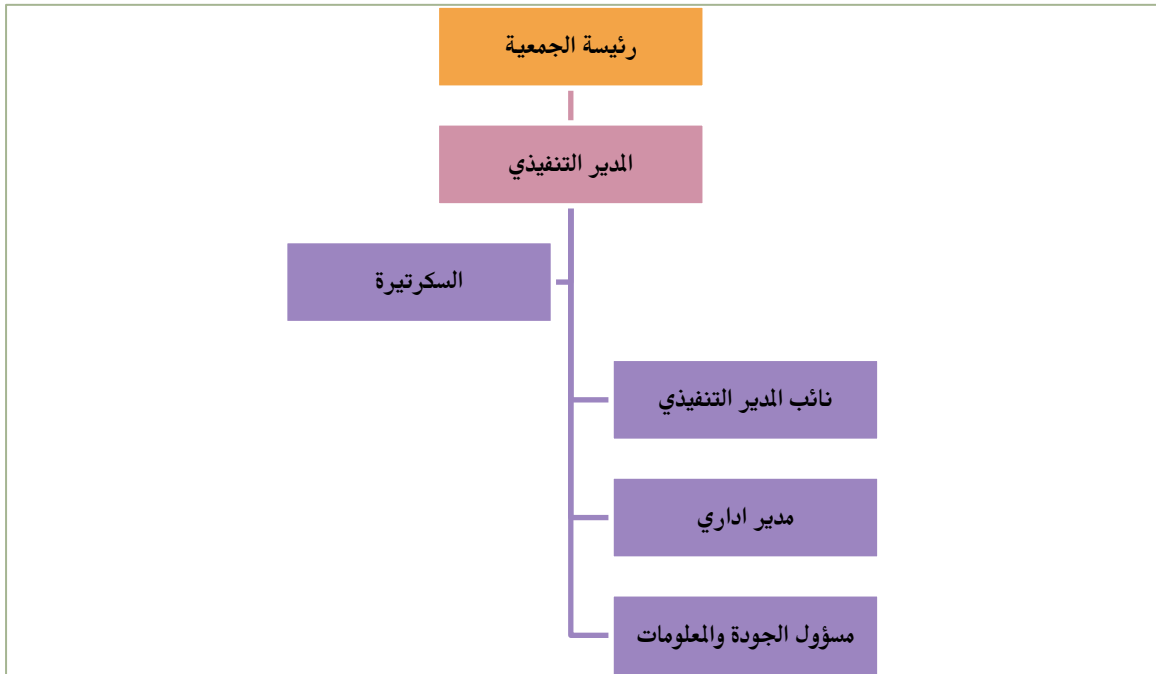 رئيسة الجمعية
المدير التنفيذي
السكرتيرة
نائب المدير التنفيذي
مدير اداري
مسؤول الجودة والمعلومات